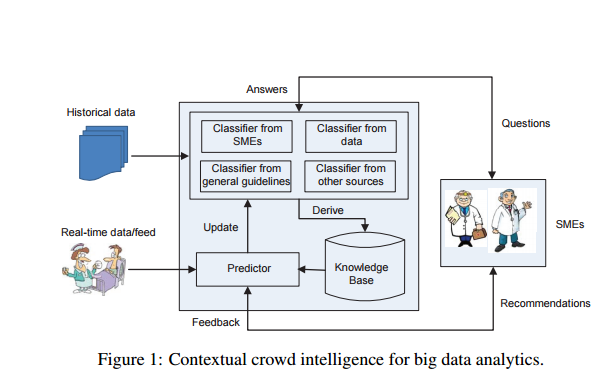 Answers
Historical data
Classifier from
SMEs
Classifier from
data
Questions
Classifier from
general guidelines
Classifier from
other sources
Derive
SMEs
Real-time data/feed
Update
Predictor
Knowledge
Base
Recommendations
Feedback
Figure 1: Contextual crowd intelligence for big data analytics.